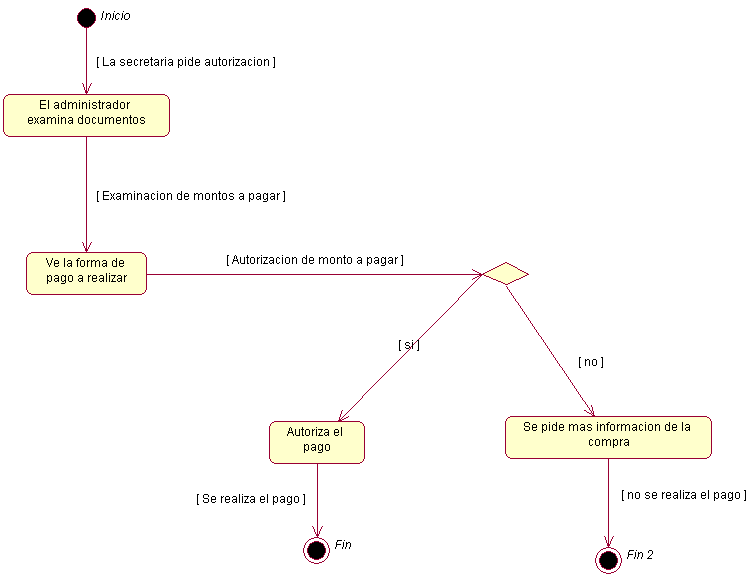 Inicio
[ La secretaria pide autorizacion ]
El administrador
examina documentos
[ Examinacion de montos a pagar ]
Ve la forma de
pago a realizar
[ Autorizacion de monto a pagar ]
[ si ]
[ no ]
Autoriza el
pago
Se pide mas informacion de la
compra
[ Se realiza el pago ]
[ no se realiza el pago ]
Fin
Fin 2